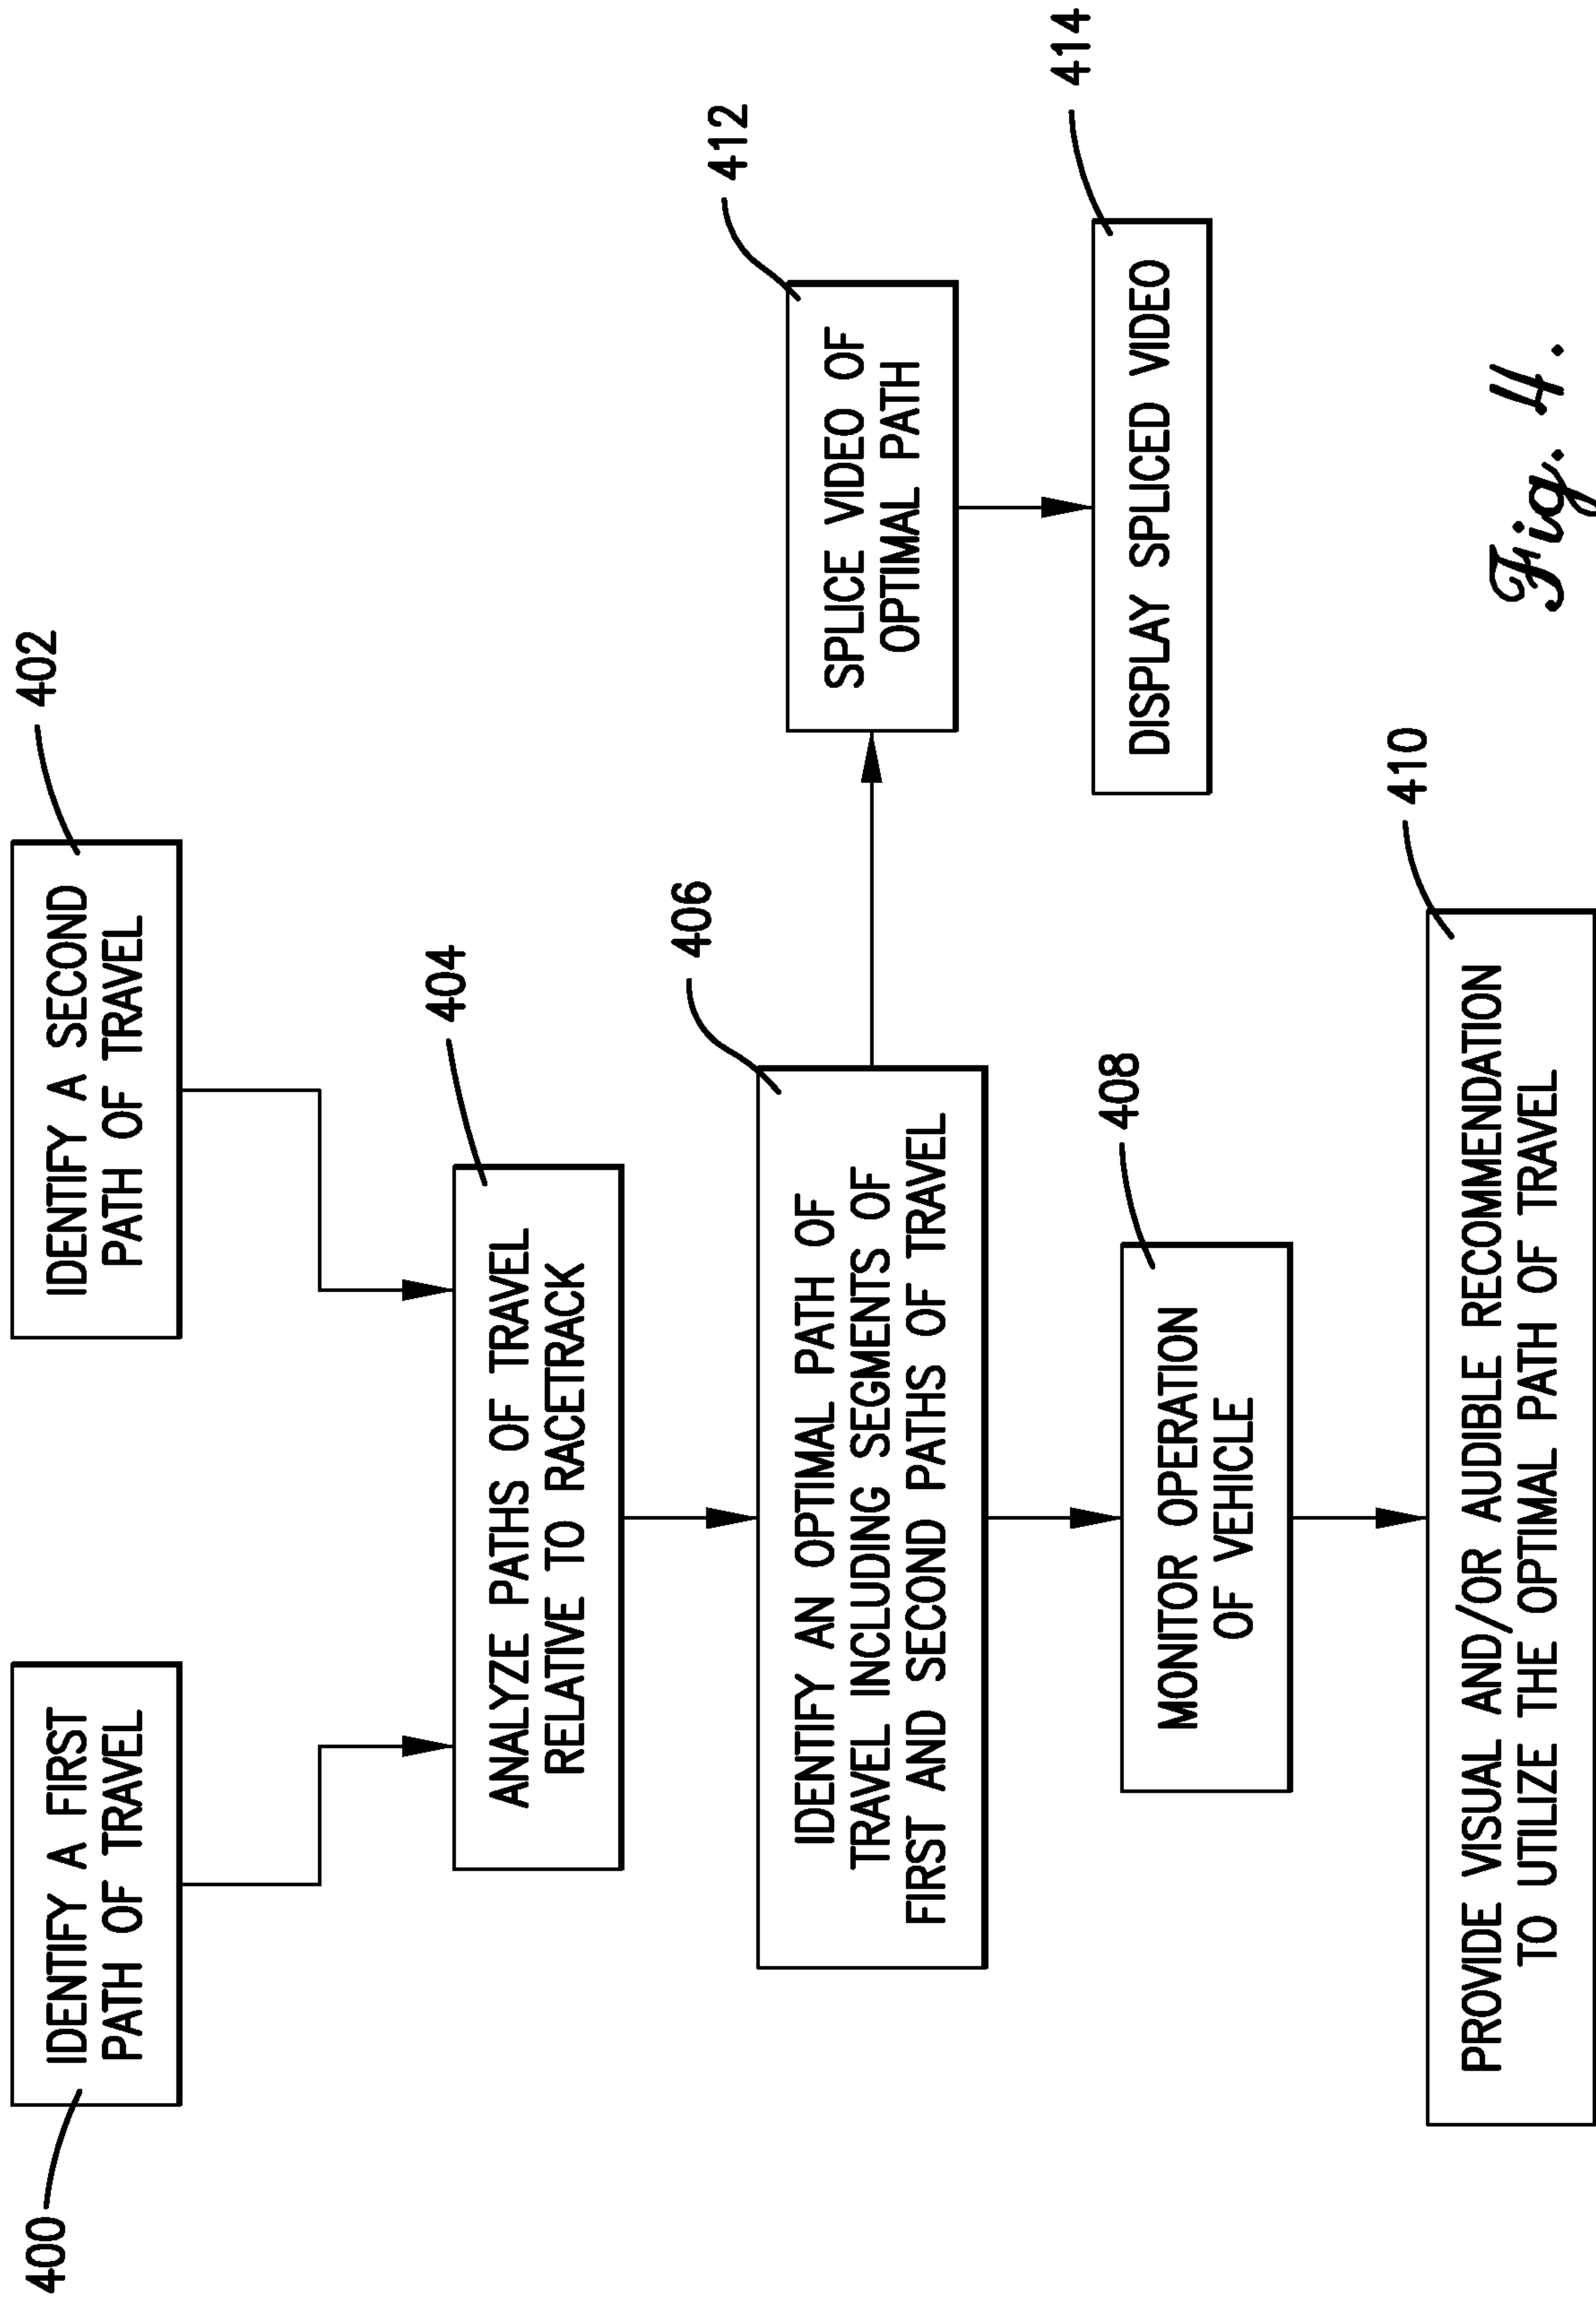 400
IDENTIFY A FIRST
PATH OF TRAVEL
402
IDENTIFY A SECOND
PATH OF TRAVEL
404
ANALYZE PATHS OF TRAVEL
RELATIVE TO RACETRACK
406
IDENTIFY AN OPTIMAL PATH OF
TRAVEL INCLUDING SEGMENTS OF
FIRST AND SECOND PATHS OF TRAVEL
412
SPLICE VIDEO OF
OPTIMAL PATH
408
MONITOR OPERATION
OF VEHICLE
414
DISPLAY SPLICED VIDEO
410
PROVIDE VISUAL AND/OR AUDIBLE RECOMMENDATION
TO UTILIZE THE OPTIMAL PATH OF TRAVEL
Fig. 4.